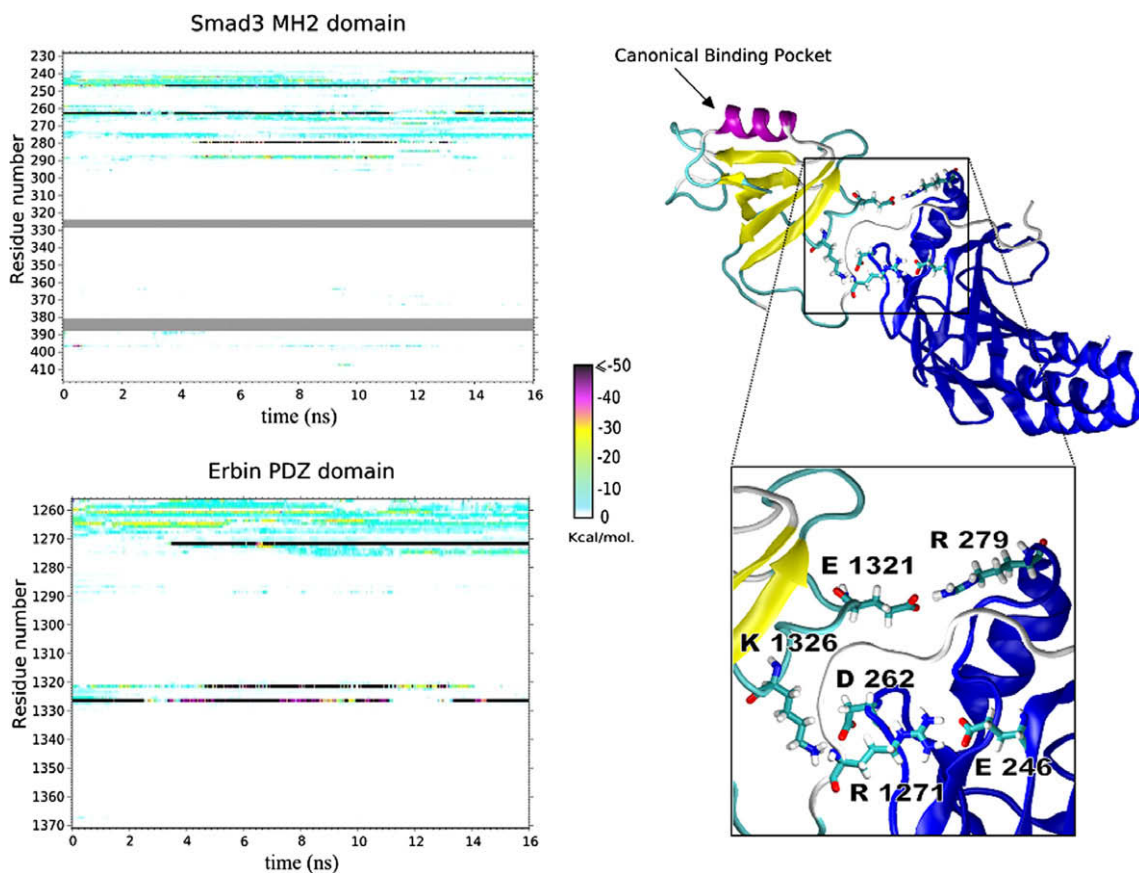 Smad3 MH2 domain
230
240
250
260
270
280
290
300
310
320
330
340
350
360
370
380
390
400
410
Residue number
0 2 4 6 8 10 12 14 16
time (ns)
Canonical Binding Pocket
⩽-50
-40
-30
-20
-10
0
Kcal/mol.
Erbin PDZ domain
1260
1270
1280
1290
1300
1310
1320
1330
1340
1350
1360
1370
Residue number
0 2 4 6 8 10 12 14 16
time (ns)
R 279
E 1321
K 1326
D 262
E 246
R 1271